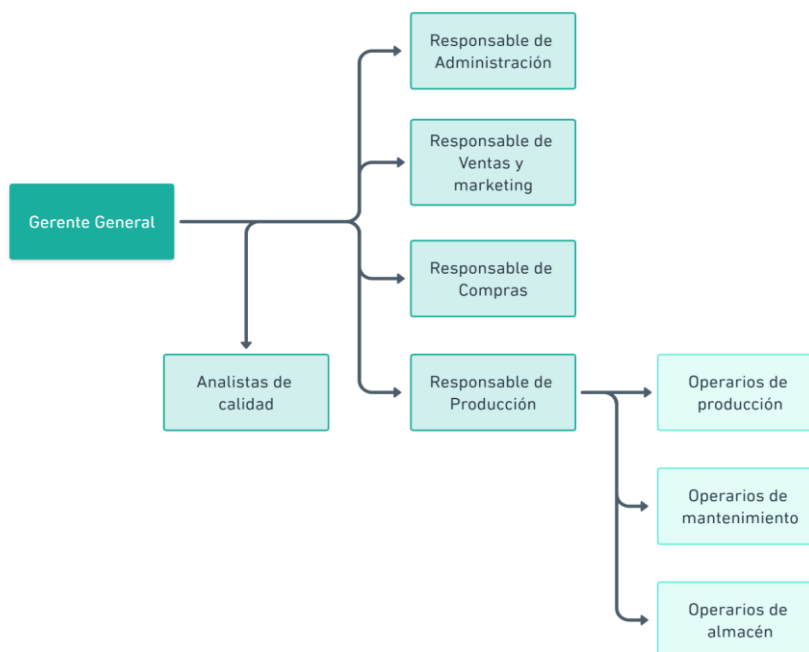 Responsable de
Administración
Responsable de
Ventas y
marketing
Gerente General
Responsable de
Compras
Analistas de
calidad
Responsable de
Producción
Operarios de
producción
Operarios de
mantenimiento
Operarios de
almacén